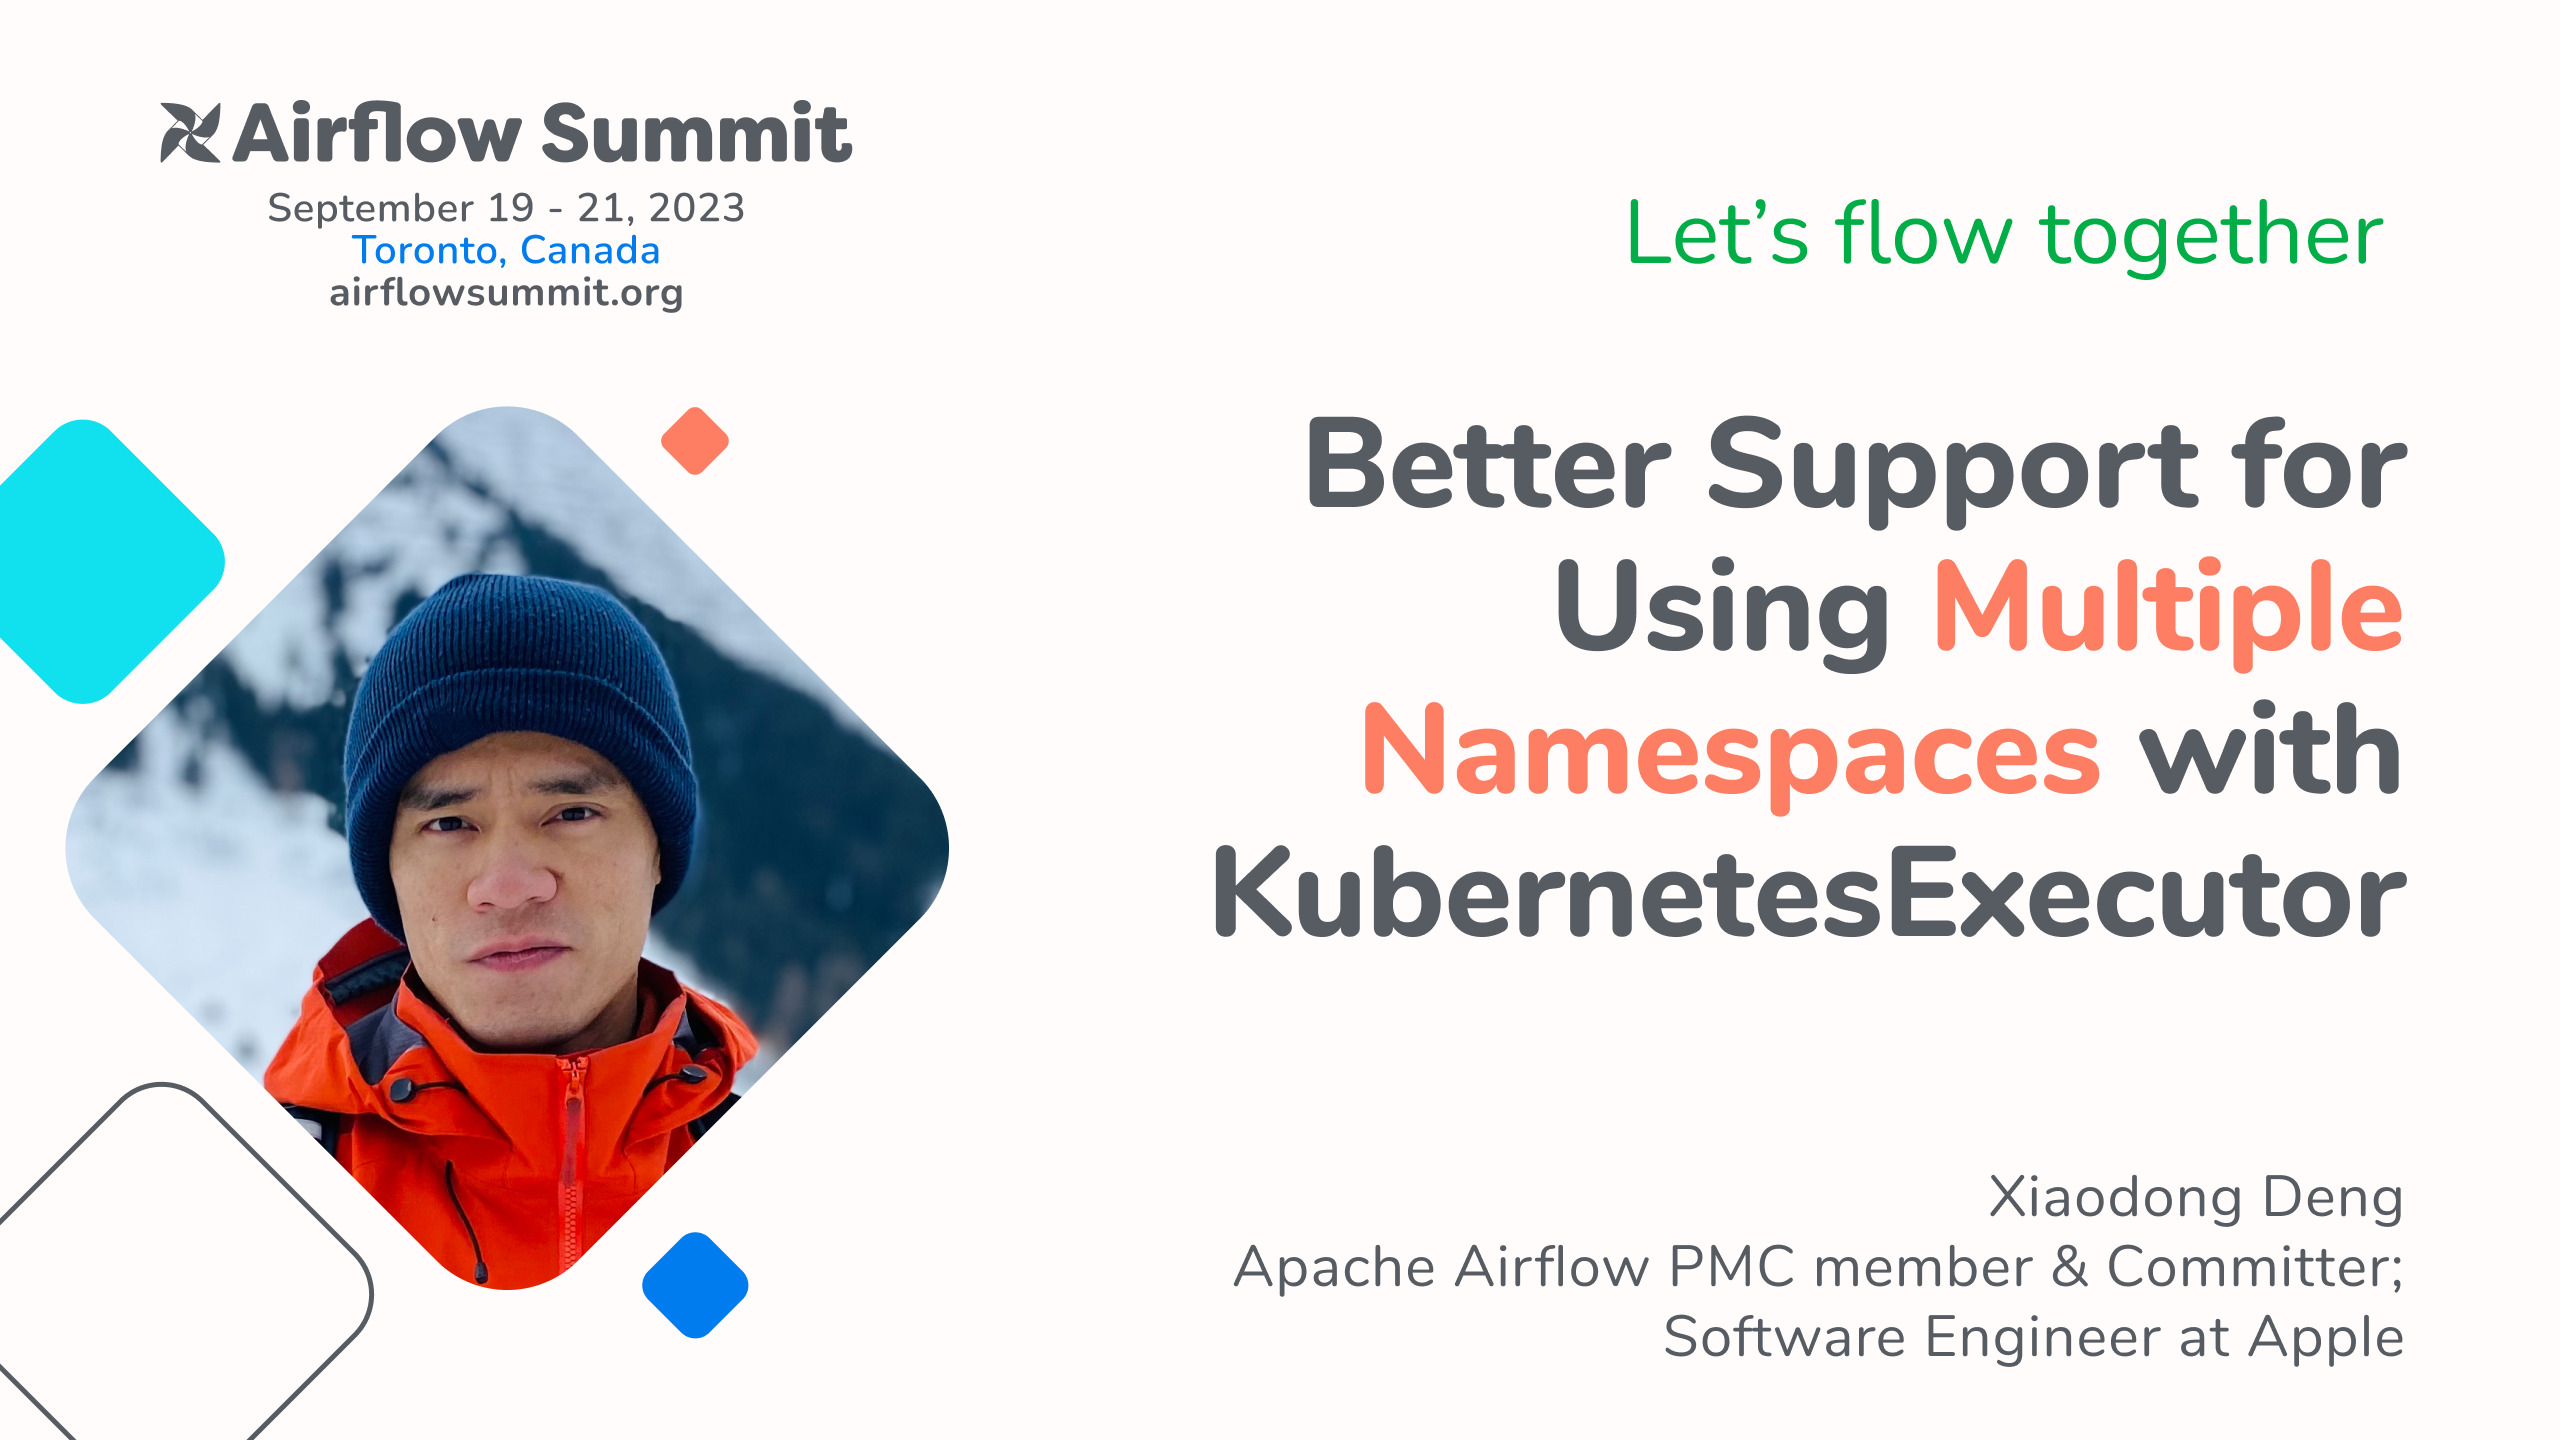 Airflow Summit
September 19 - 21, 2023
Toronto, Canada
airflowsummit.org
Let’s flow together
Better Support for
Using Multiple
Namespaces with
KubernetesExecutor
Xiaodong Deng
Apache Airflow PMC member & Committer;
Software Engineer at Apple